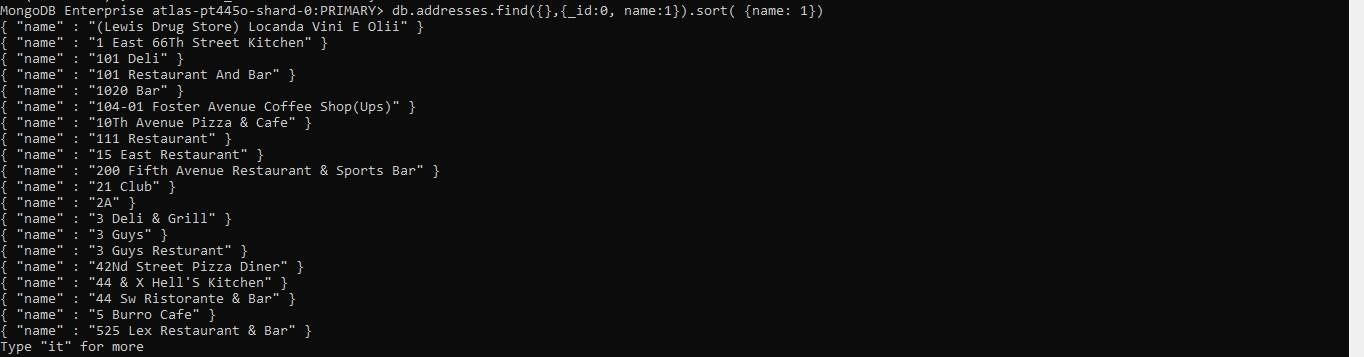 MongoDB Enterprise atlas-pt445o-shard-0:PRIMARY> db.addresses.find({},{_id:0, name:1}).sort( {name: 1})
{ "name" : "(Lewis Drug Store) Locanda Vini E Olii" }
{ "name" : "1 East 66Th Street Kitchen" }
{ "name" : "101 Deli" }
{ "name" : "101 Restaurant And Bar" }
{ "name" : "1020 Bar" }
{ "name" : "104-01 Foster Avenue Coffee Shop(Ups)" }
{ "name" : "10Th Avenue Pizza & Cafe" }
{ "name" : "111 Restaurant" }
{ "name" : "15 East Restaurant" }
{ "name" : "200 Fifth Avenue Restaurant & Sports Bar" }
{ "name" : "21 Club" }
{ "name" : "2A" }
{ "name" : "3 Deli & Grill" }
{ "name" : "3 Guys" }
{ "name" : "3 Guys Resturant" }
{ "name" : "42Nd Street Pizza Diner" }
{ "name" : "44 & X Hell'S Kitchen" }
{ "name" : "44 Sw Ristorante & Bar" }
{ "name" : "5 Burro Cafe" }
{ "name" : "525 Lex Restaurant & Bar" }
Type "it" for more